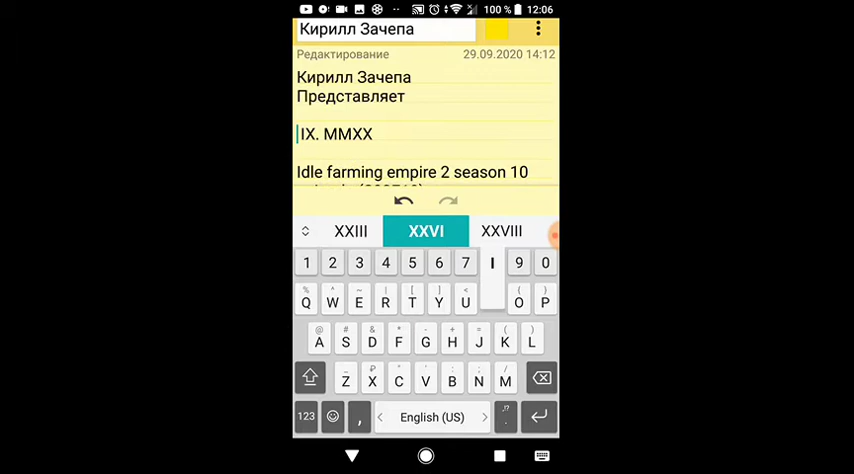 100 % 12:06
Кирилл Зачепа
Редактирование 29.09.2020 14:12
Кирилл Зачепа
Представляет
IX. MMXX
Idle farming empire 2 season 10
XXIII XXVI XXVIII
1 2 3 4 5 6 7 I 9 0
% ^ ~ | [ ] < { }
Q W E R T Y U O P
@ # & * - + = ( )
A S D F G H J K L
_ ₽ " ' : ; /
Z X C V B N M
123 , < English (US) > .